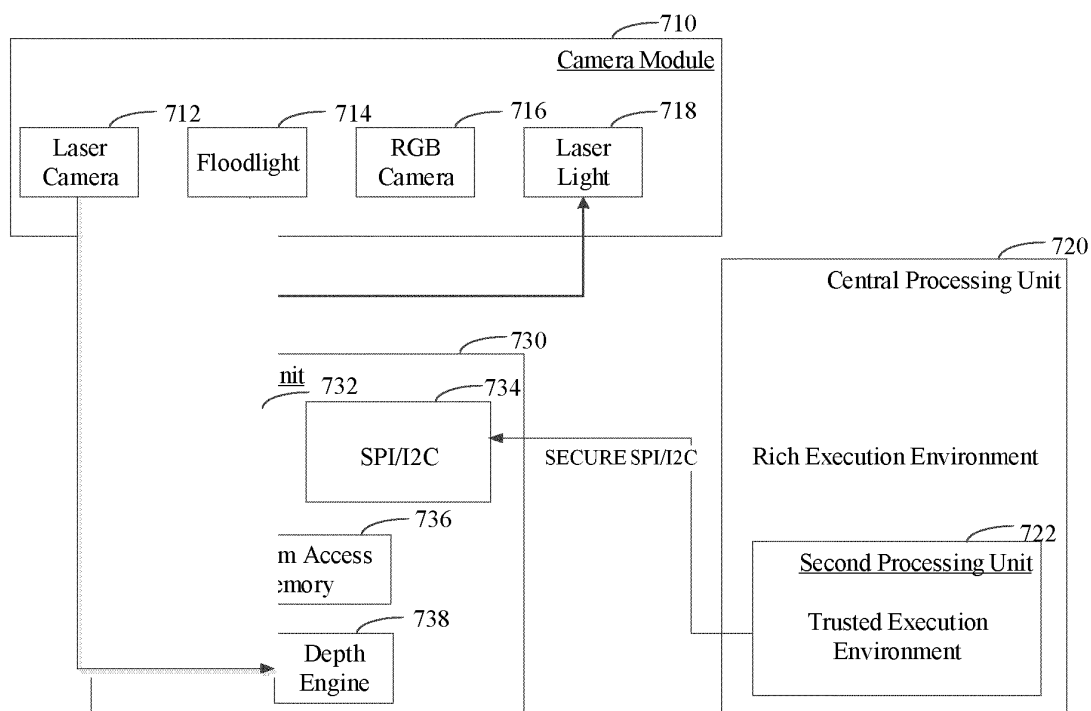 710
Camera Module
712
714
716
718
Laser
Camera
Floodlight
RGB
Camera
Laser
Light
720
Central Processing Unit
730
nit
732
734
SPI/I2C
SECURE SPI/I2C
Rich Execution Environment
736
m Access
emory
722
Second Processing Unit
Trusted Execution
Environment
738
Depth
Engine